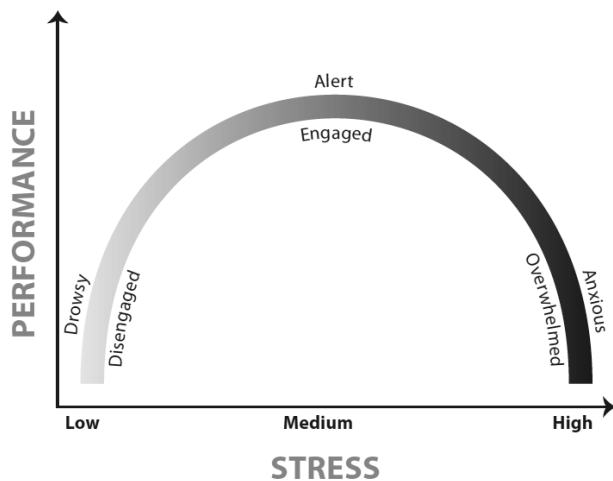 PERFORMANCE
Alert
Engaged
Drowsy
Disengaged
Overwhelmed
Anxious
Low
Medium
High
STRESS